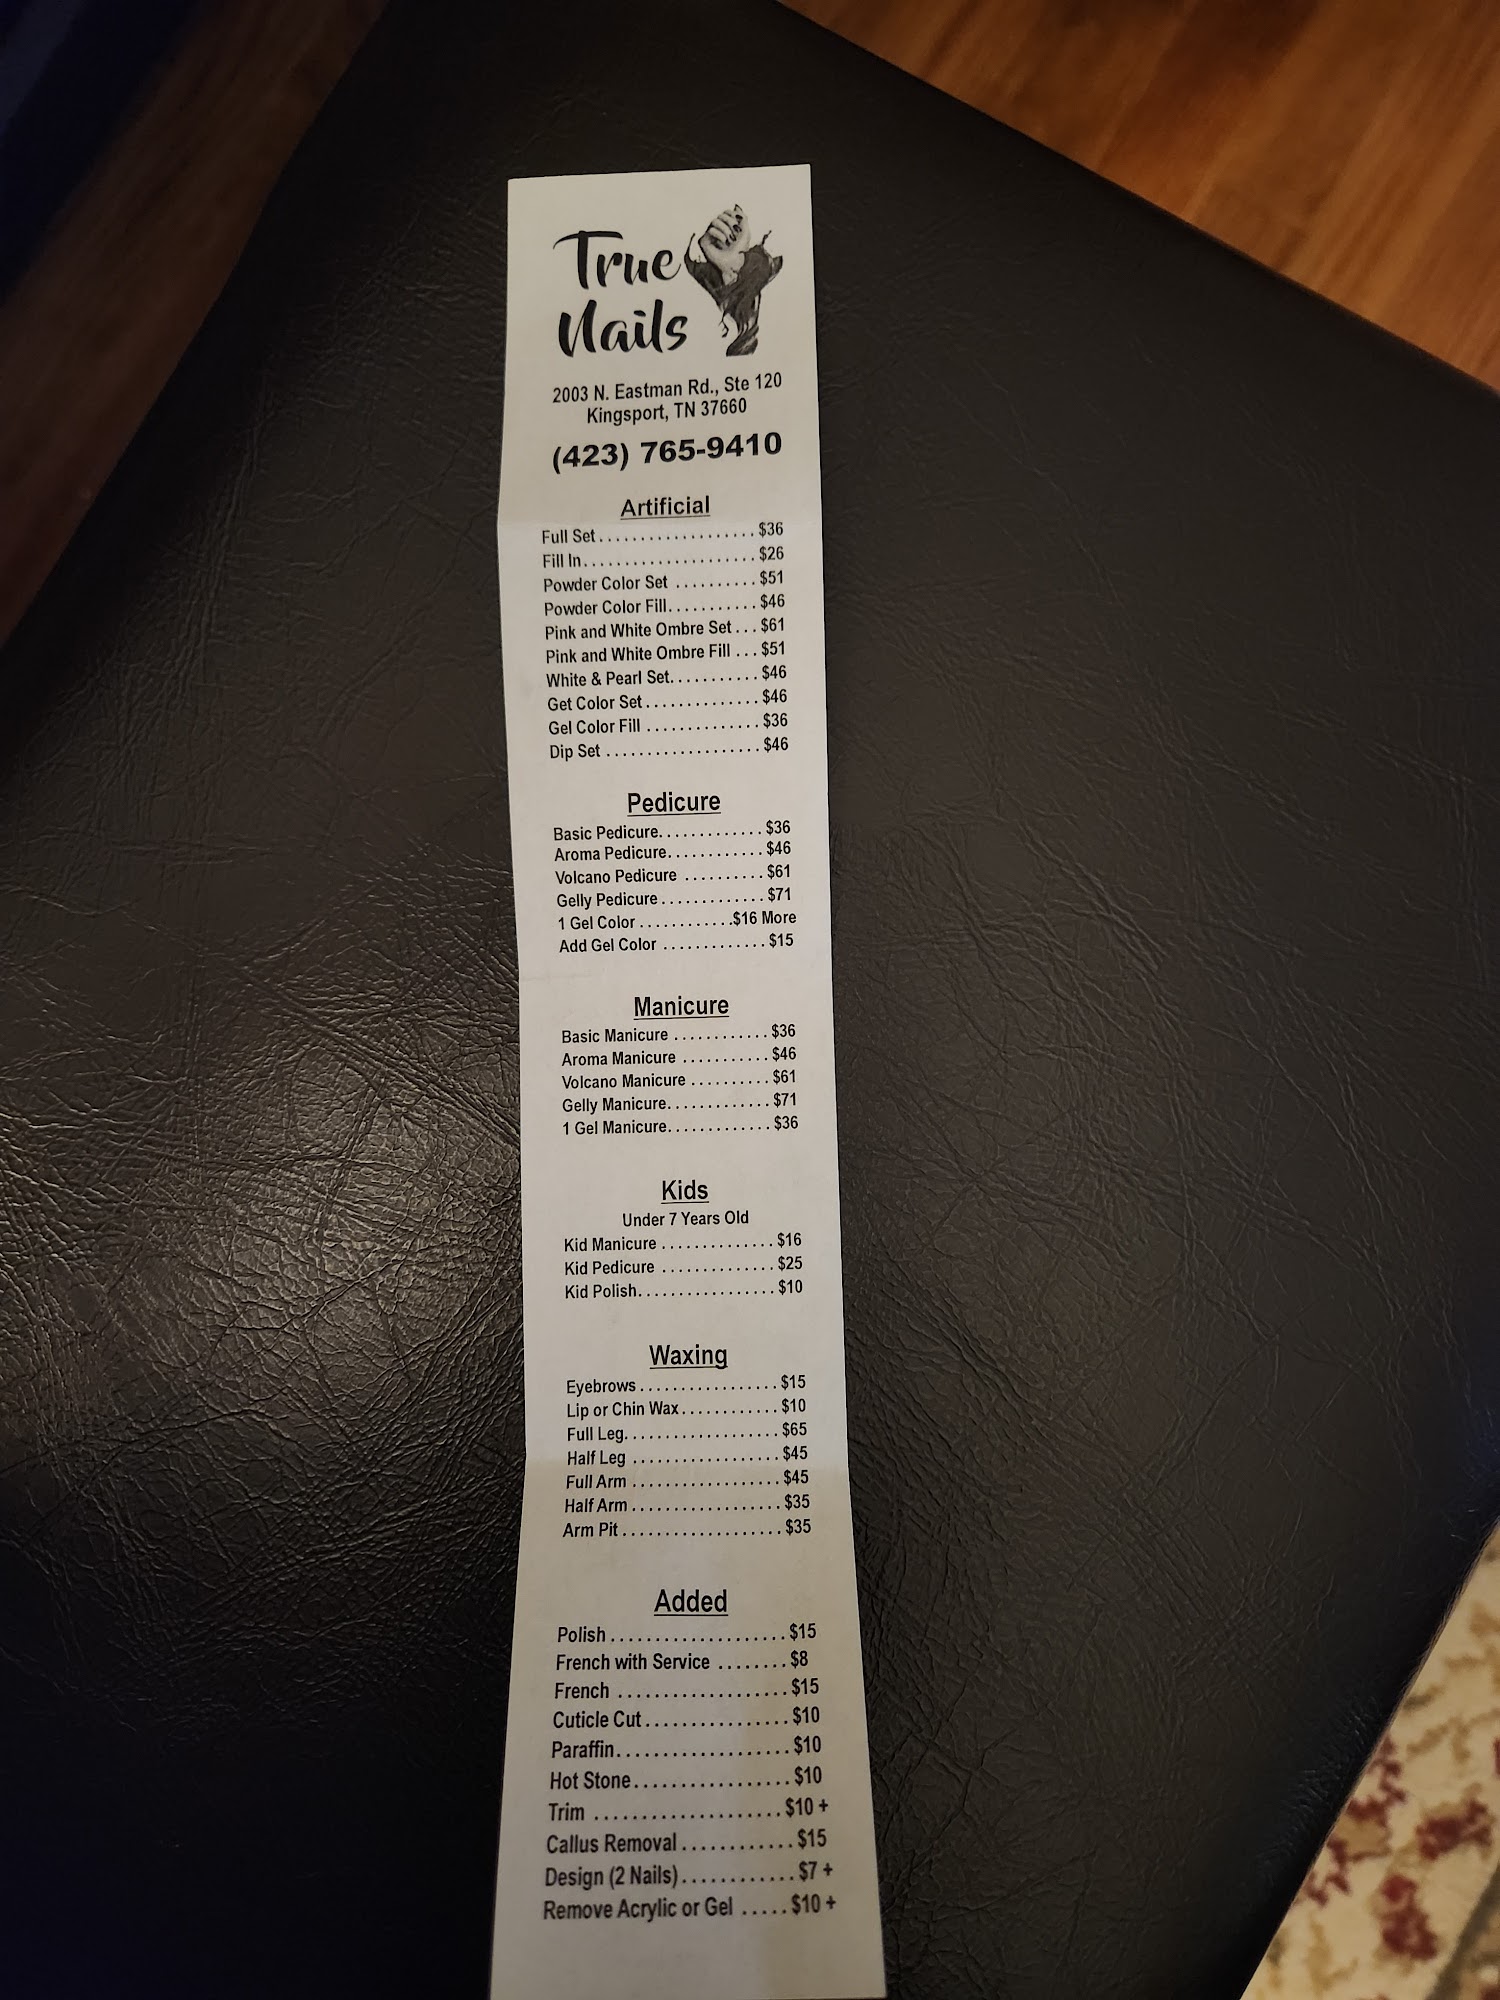 True
Nails
2003 N. Eastman Rd., Ste 120
Kingsport, TN 37660
(423) 765-9410
Artificial
Full Set . . . . . . . . . . . . . . . . . . . $36
Fill In. . . . . . . . . . . . . . . . . . . . . $26
Powder Color Set . . . . . . . . . . $51
Powder Color Fill. . . . . . . . . . . $46
Pink and White Ombre Set . . . $61
Pink and White Ombre Fill . . . $51
White & Pearl Set. . . . . . . . . . . $46
Get Color Set . . . . . . . . . . . . . . $46
Gel Color Fill . . . . . . . . . . . . . . $36
Dip Set . . . . . . . . . . . . . . . . . . . $46
Pedicure
Basic Pedicure. . . . . . . . . . . . . $36
Aroma Pedicure. . . . . . . . . . . . $46
Volcano Pedicure . . . . . . . . . . $61
Gelly Pedicure . . . . . . . . . . . . . $71
1 Gel Color . . . . . . . . . . . .$16 More
Add Gel Color . . . . . . . . . . . . . $15
Manicure
Basic Manicure . . . . . . . . . . . . $36
Aroma Manicure . . . . . . . . . . . $46
Volcano Manicure . . . . . . . . . . $61
Gelly Manicure. . . . . . . . . . . . . $71
1 Gel Manicure. . . . . . . . . . . . . $36
Kids
Under 7 Years Old
Kid Manicure . . . . . . . . . . . . . . $16
Kid Pedicure . . . . . . . . . . . . . . $25
Kid Polish. . . . . . . . . . . . . . . . . $10
Waxing
Eyebrows . . . . . . . . . . . . . . . . . $15
Lip or Chin Wax. . . . . . . . . . . . $10
Full Leg. . . . . . . . . . . . . . . . . . . $65
Half Leg . . . . . . . . . . . . . . . . . . $45
Full Arm . . . . . . . . . . . . . . . . . . $45
Half Arm . . . . . . . . . . . . . . . . . . $35
Arm Pit . . . . . . . . . . . . . . . . . . . $35
Added
Polish . . . . . . . . . . . . . . . . . . . . $15
French with Service . . . . . . . . $8
French . . . . . . . . . . . . . . . . . . . $15
Cuticle Cut . . . . . . . . . . . . . . . . $10
Paraffin. . . . . . . . . . . . . . . . . . . $10
Hot Stone . . . . . . . . . . . . . . . . . $10
Trim . . . . . . . . . . . . . . . . . . . . . $10 +
Callus Removal . . . . . . . . . . . . $15
Design (2 Nails) . . . . . . . . . . . . $7 +
Remove Acrylic or Gel . . . . . $10 +